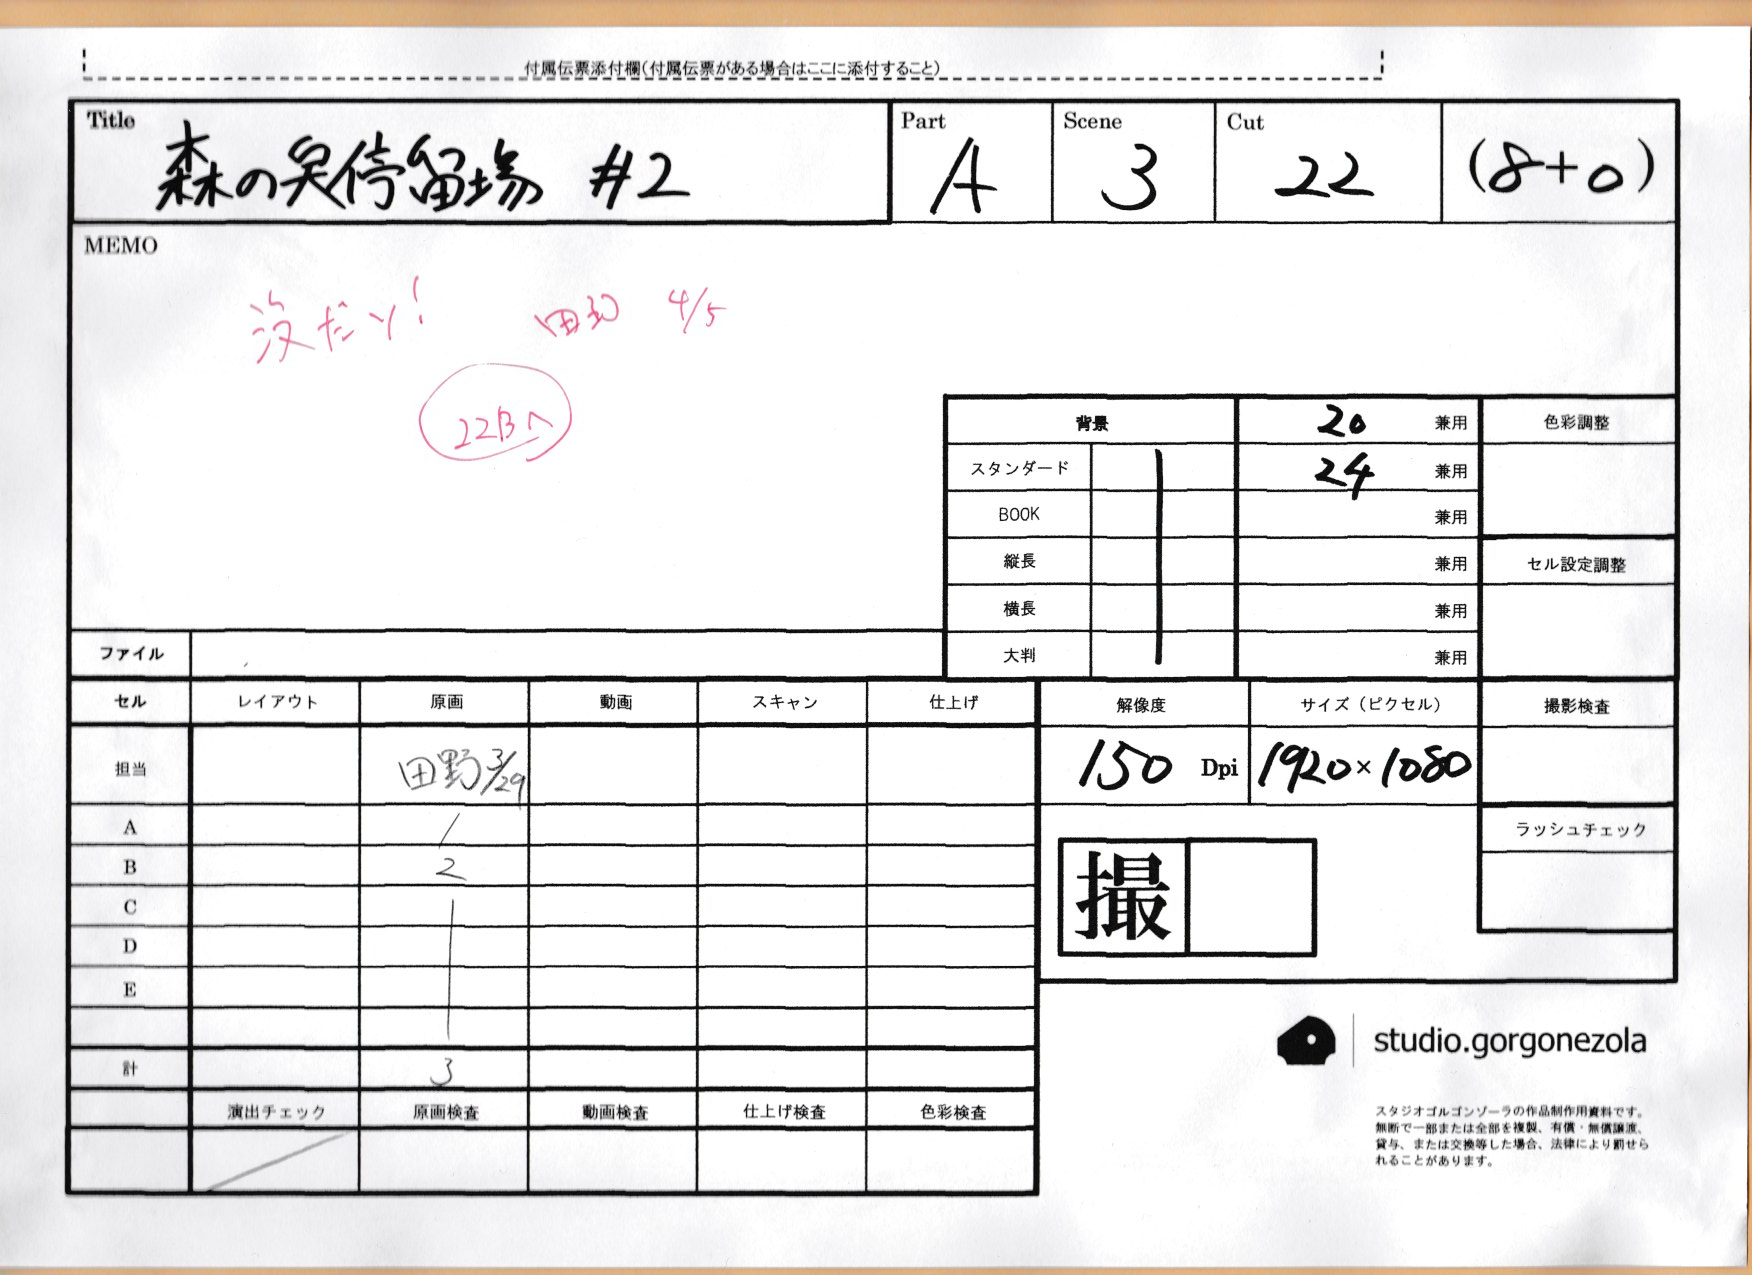 付属伝票添付欄(付属伝票がある場合はここに添付すること)
Title Part Scene Cut
森の臭停留場 #2 A 3 22 (8+0)
MEMO
没だソ! 田野 4/5
22Bへ
背景 20 兼用 色彩調整
スタンダード 24 兼用
BOOK 兼用
縦長 兼用 セル設定調整
横長 兼用
ファイル 大判 兼用
セル レイアウト 原画 動画 スキャン 仕上げ 解像度 サイズ(ピクセル) 撮影検査
担当 田野 3/29 150 Dpi 1920×1080
A 1 ラッシュチェック
B 2
C 撮
D
E
計 3
studio.gorgonezola
演出チェック 原画検査 動画検査 仕上げ検査 色彩検査
スタジオゴルゴンゾーラの作品制作用資料です。
無断で一部または全部を複製、有償・無償譲渡、
貸与、または交換等した場合、法律により罰せら
れることがあります。